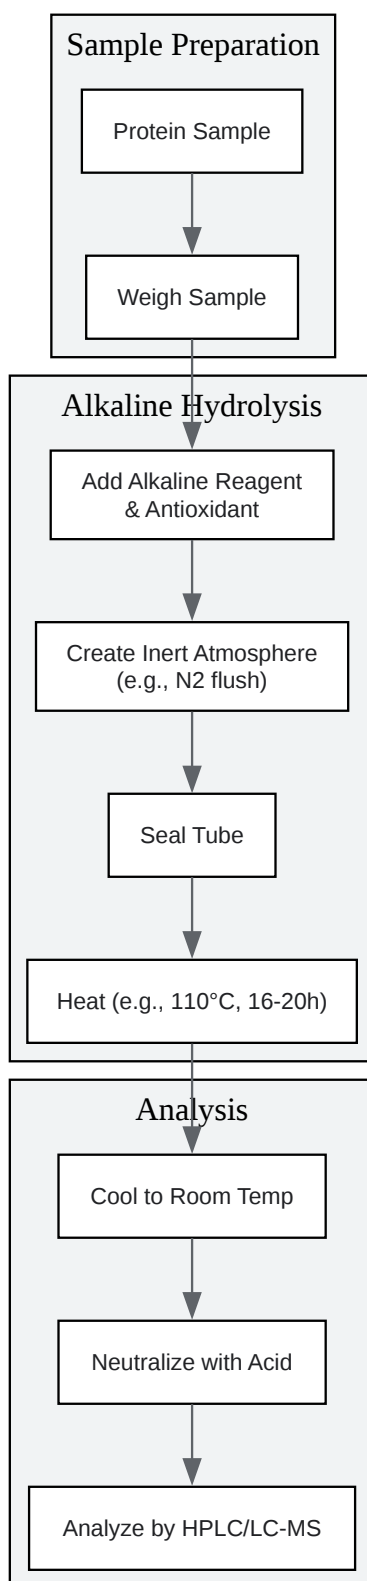 Sample Preparation
Protein Sample
Weigh Sample
Alkaline Hydrolysis
Add Alkaline Reagent
& Antioxidant
Create Inert Atmosphere
(e.g., N2 flush)
Seal Tube
Heat (e.g., 110°C, 16-20h)
Analysis
Cool to Room Temp
Neutralize with Acid
Analyze by HPLC/LC-MS